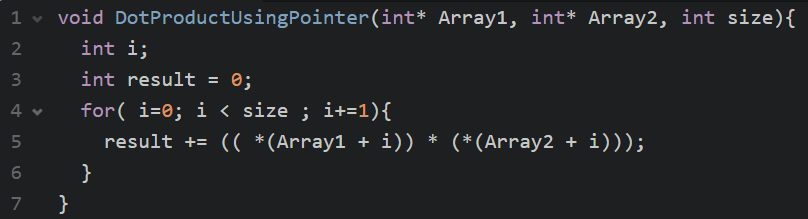 1 void DotProductUsingPointer(int* Array1, int* Array2, int size){
2   int i;
3   int result = 0;
4   for( i=0; i < size ; i+=1){
5     result += (( *(Array1 + i)) * (*(Array2 + i)));
6   }
7 }